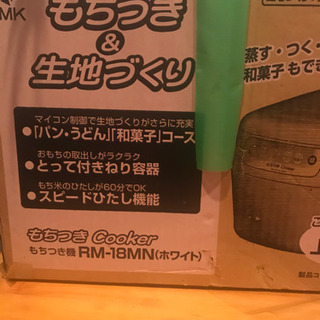 MK
もちつき
&
生地づくり
蒸す・つく・
和菓子もでき
マイコン制御で生地づくりがさらに充実
●「パン・うどん」「和菓子」コース
おもちの取出しがラクラク
●とって付きねり容器
もち米のひたしが60分でOK
●スピードひたし機能
もちつき Cooker
もちつき機 RM-18MN(ホワイト)
製品コ